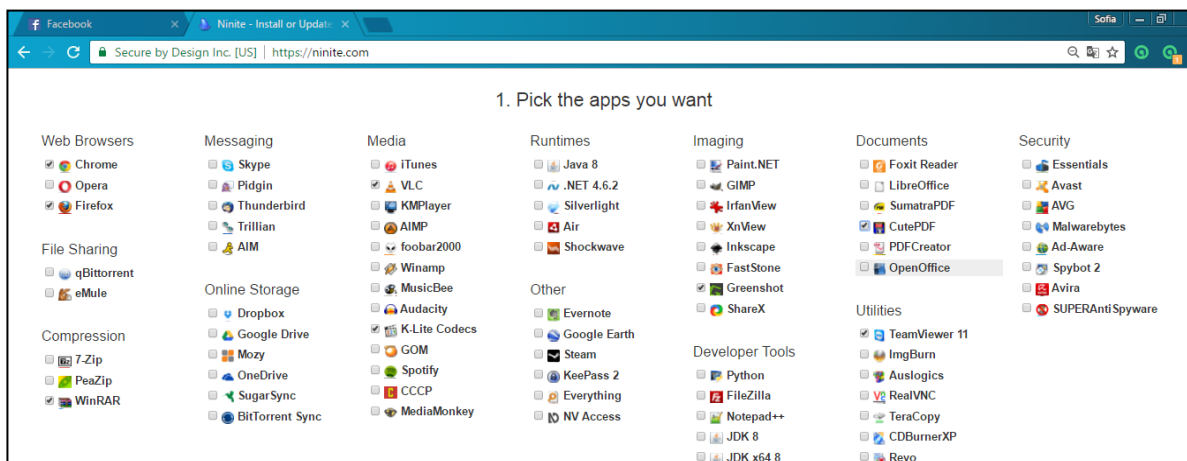 Facebook
Ninite - Install or Update
Sofia
Secure by Design Inc. [US] | https://ninite.com
1. Pick the apps you want
Web Browsers
Chrome
Opera
Firefox
File Sharing
qBittorrent
eMule
Compression
7-Zip
PeaZip
WinRAR
Messaging
Skype
Pidgin
Thunderbird
Trillian
AIM
Online Storage
Dropbox
Google Drive
Mozy
OneDrive
SugarSync
BitTorrent Sync
Media
iTunes
VLC
KMPlayer
AIMP
foobar2000
Winamp
MusicBee
Audacity
K-Lite Codecs
GOM
Spotify
CCCP
MediaMonkey
Runtimes
Java 8
.NET 4.6.2
Silverlight
Air
Shockwave
Other
Evernote
Google Earth
Steam
KeePass 2
Everything
NV Access
Imaging
Paint.NET
GIMP
IrfanView
XnView
Inkscape
FastStone
Greenshot
ShareX
Developer Tools
Python
FileZilla
Notepad++
JDK 8
JDK x64 8
Documents
Foxit Reader
LibreOffice
SumatraPDF
CutePDF
PDFCreator
OpenOffice
Utilities
TeamViewer 11
ImgBurn
Auslogics
RealVNC
TeraCopy
CDBurnerXP
Revo
Security
Essentials
Avast
AVG
Malwarebytes
Ad-Aware
Spybot 2
Avira
SUPERAntiSpyware